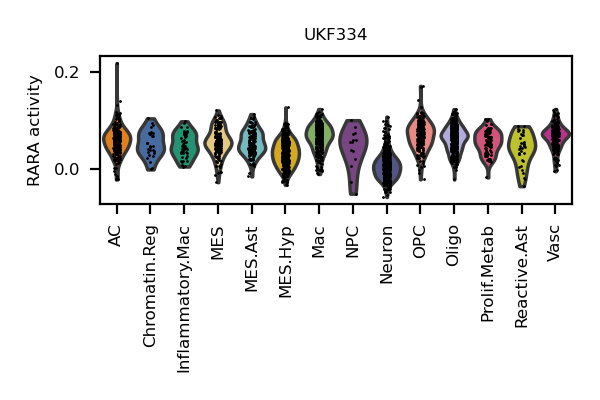 UKF334
RARA activity
0.2
0.0
AC
Chromatin.Reg
Inflammatory.Mac
MES
MES.Ast
MES.Hyp
Mac
NPC
Neuron
OPC
Oligo
Prolif.Metab
Reactive.Ast
Vasc